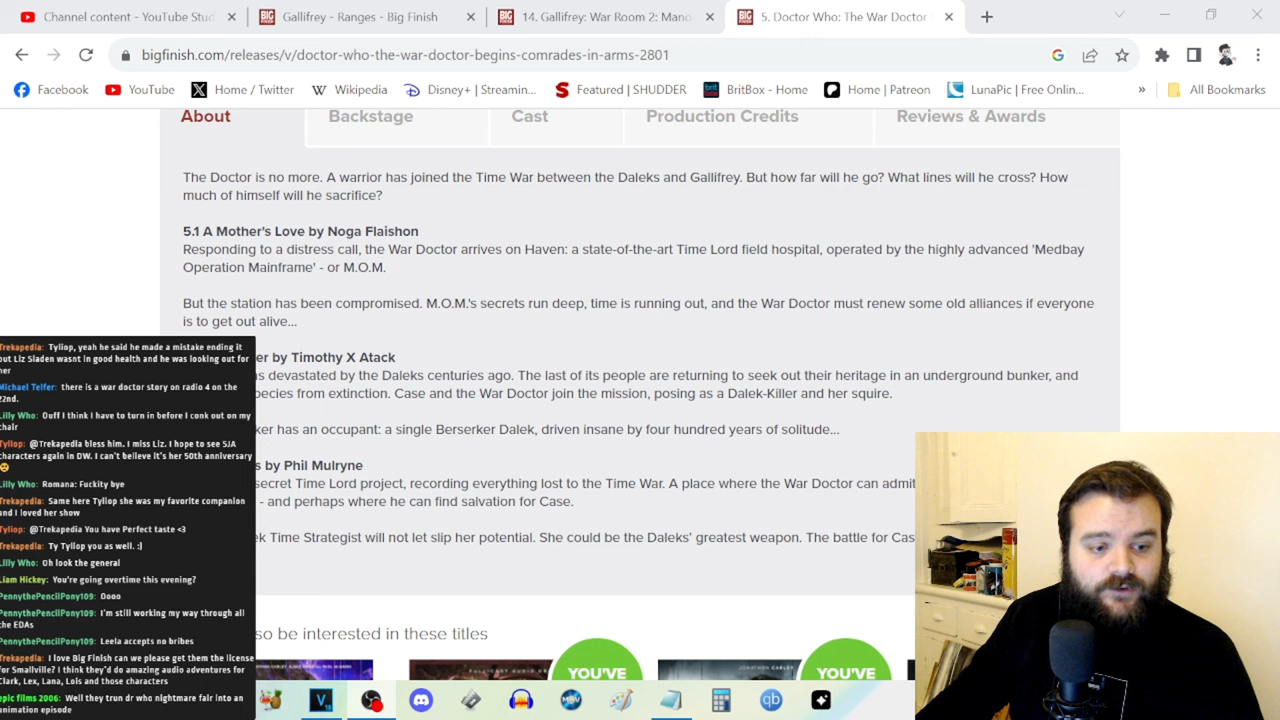 Channel content - YouTube Stud
Gallifrey - Ranges - Big Finish
14. Gallifrey: War Room 2: Mano
5. Doctor Who: The War Doctor
bigfinish.com/releases/v/doctor-who-the-war-doctor-begins-comrades-in-arms-2801
Facebook
YouTube
Home / Twitter
Wikipedia
Disney+ | Streamin...
Featured | SHUDDER
BritBox - Home
Home | Patreon
LunaPic | Free Onlin...
»
All Bookmarks
About
Backstage
Cast
Production Credits
Reviews & Awards
The Doctor is no more. A warrior has joined the Time War between the Daleks and Gallifrey. But how far will he go? What lines will he cross? How
much of himself will he sacrifice?
5.1 A Mother's Love by Noga Flaishon
Responding to a distress call, the War Doctor arrives on Haven: a state-of-the-art Time Lord field hospital, operated by the highly advanced 'Medbay
Operation Mainframe' - or M.O.M.
But the station has been compromised. M.O.M.'s secrets run deep, time is running out, and the War Doctor must renew some old alliances if everyone
is to get out alive...
er by Timothy X Atack
s devastated by the Daleks centuries ago. The last of its people are returning to seek out their heritage in an underground bunker, and
pecies from extinction. Case and the War Doctor join the mission, posing as a Dalek-Killer and her squire.
ker has an occupant: a single Berserker Dalek, driven insane by four hundred years of solitude...
s by Phil Mulryne
secret Time Lord project, recording everything lost to the Time War. A place where the War Doctor can admit
- and perhaps where he can find salvation for Case.
ek Time Strategist will not let slip her potential. She could be the Daleks' greatest weapon. The battle for Cas
so be interested in these titles
YOU'VE
YOU'VE
Trekapedia: Tyliop, yeah he said he made a mistake ending it
but Liz Sladen wasnt in good health and he was looking out for
her
Michael Telfer: there is a war doctor story on radio 4 on the
22nd.
Lilly Who: Ouff I think I have to turn in before I conk out on my
chair
Tyliop: @Trekapedia bless him. I miss Liz. I hope to see SJA
characters again in DW. I can't believe it's her 50th anniversary
Lilly Who: Romana: Fuckity bye
Trekapedia: Same here Tyliop she was my favorite companion
and I loved her show
Tyliop: @Trekapedia You have Perfect taste <3
Trekapedia: Ty Tyliop you as well. :)
Lilly Who: Oh look the general
Liam Hickey: You're going overtime this evening?
PennythePencilPony109: Oooo
PennythePencilPony109: I'm still working my way through all
the EDAs
PennythePencilPony109: Leela accepts no bribes
Trekapedia: I love Big Finish can we please get them the license
for Smallville? I think they'd do amazing audio adventures for
Clark, Lex, Lana, Lois and those characters
epic films 2006: Well they trun dr who nightmare fair into an
animation episode